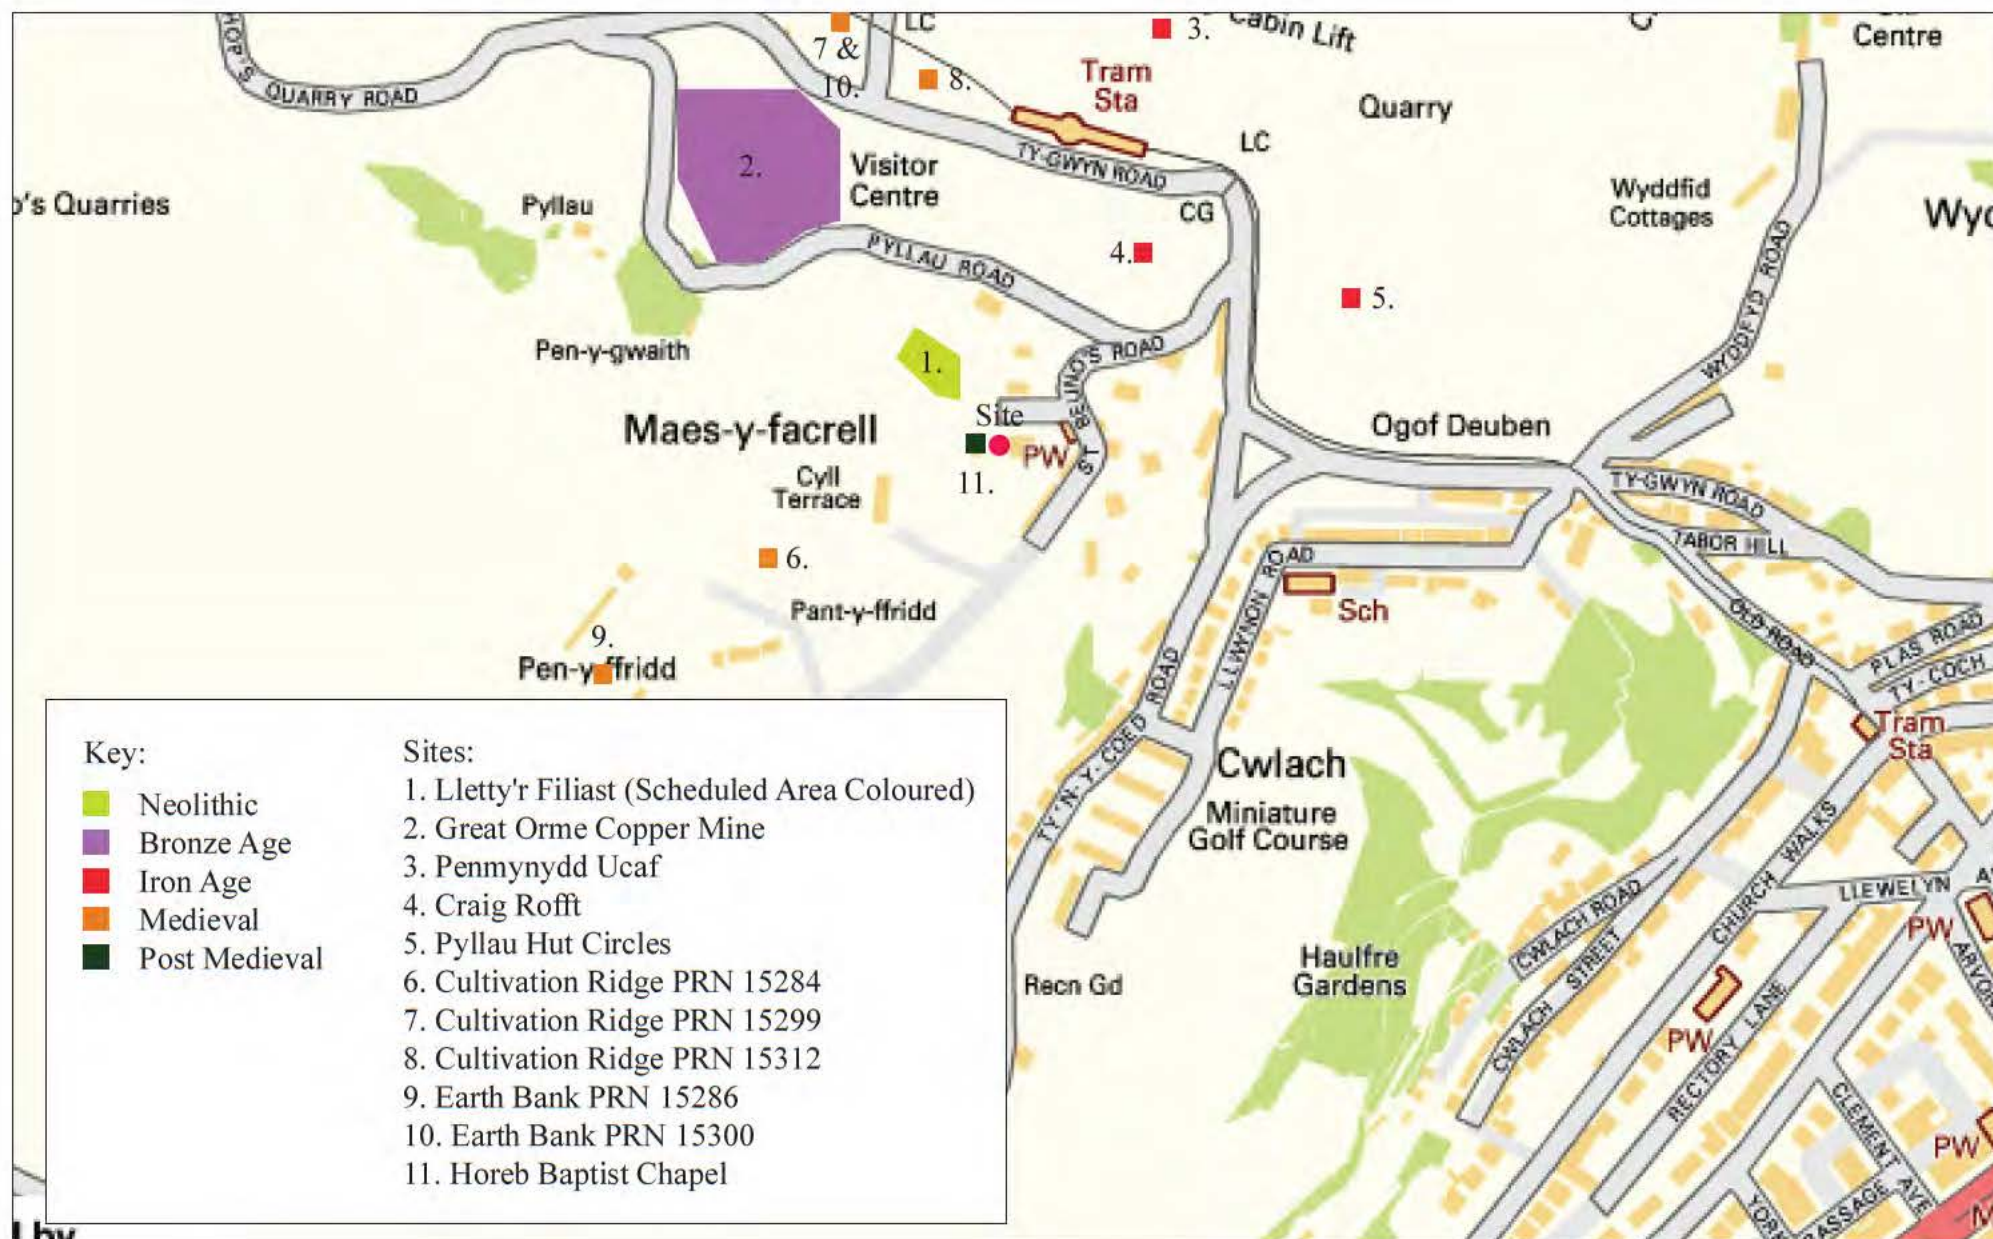 LC
3.
Cabin Lift
Centre
7 &
10.
8.
Tram
Sta
Quarry
QUARRY ROAD
LC
2.
Visitor
Centre
TY-GWYN ROAD
Wyddfid
Cottages
's Quarries
Pyllau
CG
4.
PYLLAU ROAD
5.
WYDDFYD ROAD
Pen-y-gwaith
1.
ST BEUNO'S ROAD
Site
Maes-y-facrell
Ogof Deuben
PW
11.
Cyll
Terrace
TY-GWYN ROAD
TABOR HILL
6.
LLWYNON ROAD
Sch
Pant-y-ffridd
OLD ROAD
PLAS ROAD
TY-COCH
9.
Pen-y-ffridd
TY'N-Y-COED ROAD
Tram
Sta
Cwlach
Miniature
Golf Course
CHURCH WALKS
LLEWELYN
PW
CWLACH ROAD
CWLACH STREET
Haulfre
Gardens
Recn Gd
PW
RECTORY LANE
CLEMENT AVE
PW
YORK
PASSAGE
Key:
Neolithic
Bronze Age
Iron Age
Medieval
Post Medieval
Sites:
1. Lletty'r Filiast (Scheduled Area Coloured)
2. Great Orme Copper Mine
3. Penmynydd Ucaf
4. Craig Rofft
5. Pyllau Hut Circles
6. Cultivation Ridge PRN 15284
7. Cultivation Ridge PRN 15299
8. Cultivation Ridge PRN 15312
9. Earth Bank PRN 15286
10. Earth Bank PRN 15300
11. Horeb Baptist Chapel